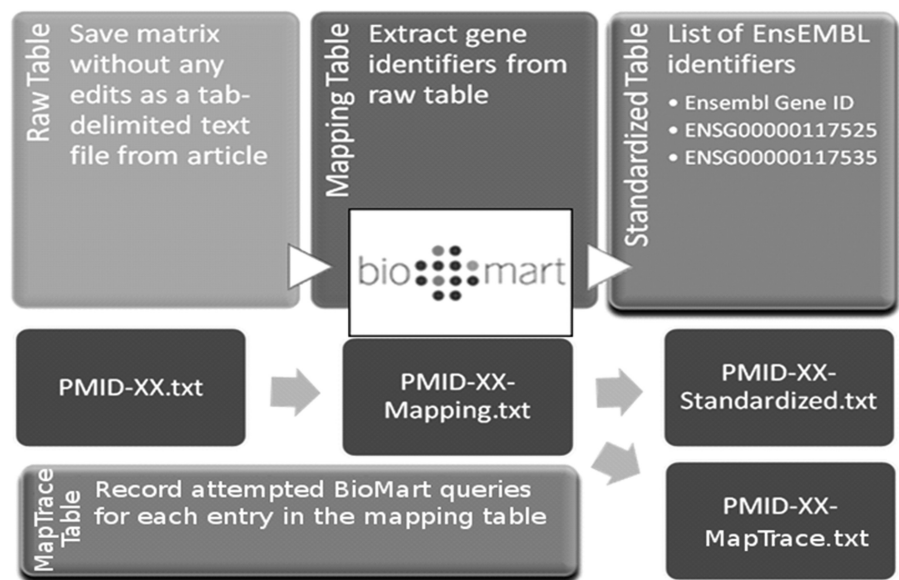 Raw Table
Save matrix
without any
edits as a tab-
delimited text
file from article
Mapping Table
Extract gene
identifiers from
raw table
bio mart
Standardized Table
List of EnsEMBL
identifiers
• Ensembl Gene ID
• ENSG00000117525
• ENSG00000117535
PMID-XX.txt
PMID-XX-
Mapping.txt
PMID-XX-
Standardized.txt
MapTrace
Table
Record attempted BioMart queries
for each entry in the mapping table
PMID-XX-
MapTrace.txt